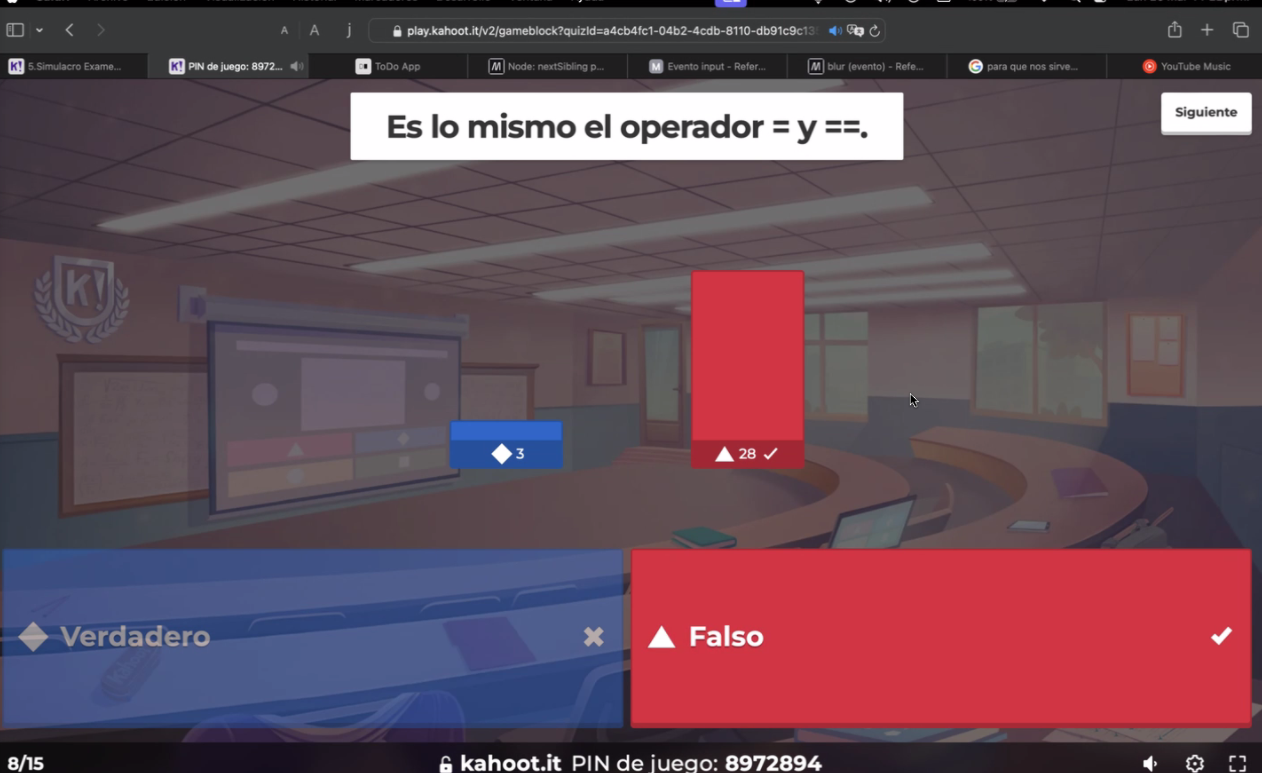 A A j play.kahoot.it/v2/gameblock?quizId=a4cb4fc1-04b2-4cdb-8110-db91c9c13
5.Simulacro Exame... PIN de juego: 8972... ToDo App Node: nextSibling p... Evento input - Refer... blur (evento) - Refe... para que nos sirve... YouTube Music
Es lo mismo el operador = y ==.
Siguiente
K!
3
28
Verdadero
Falso
8/15
kahoot.it PIN de juego: 8972894